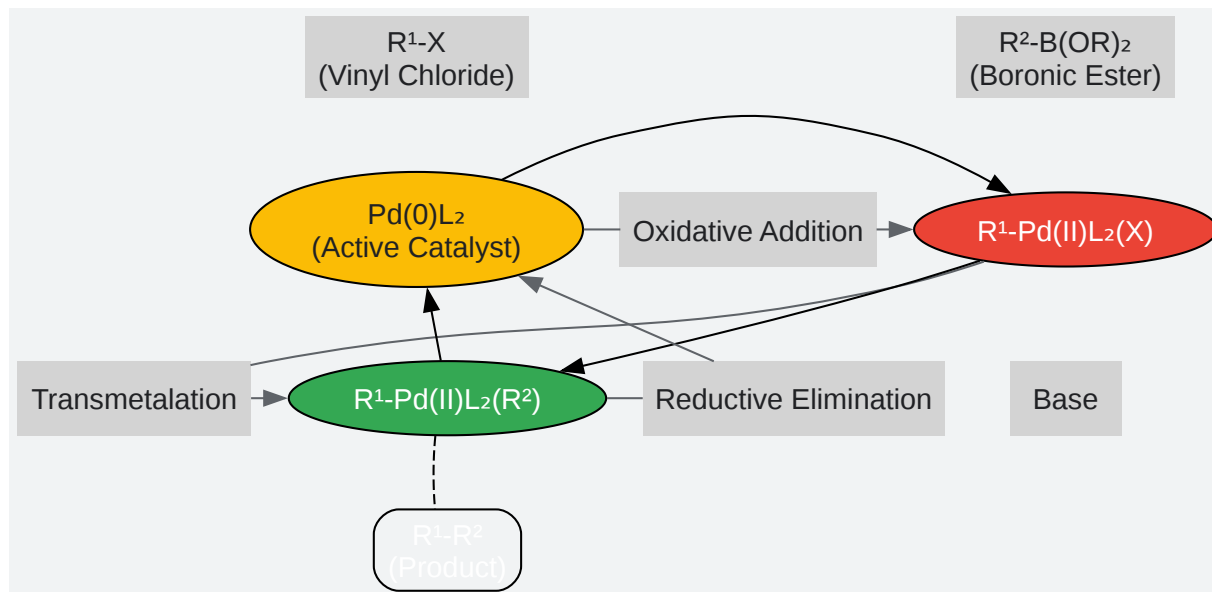 R¹-X
(Vinyl Chloride)
R²-B(OR)₂
(Boronic Ester)
Pd(0)L₂
(Active Catalyst)
Oxidative Addition
R¹-Pd(II)L₂(X)
Transmetalation
R¹-Pd(II)L₂(R²)
Reductive Elimination
Base
R¹-R²
(Product)